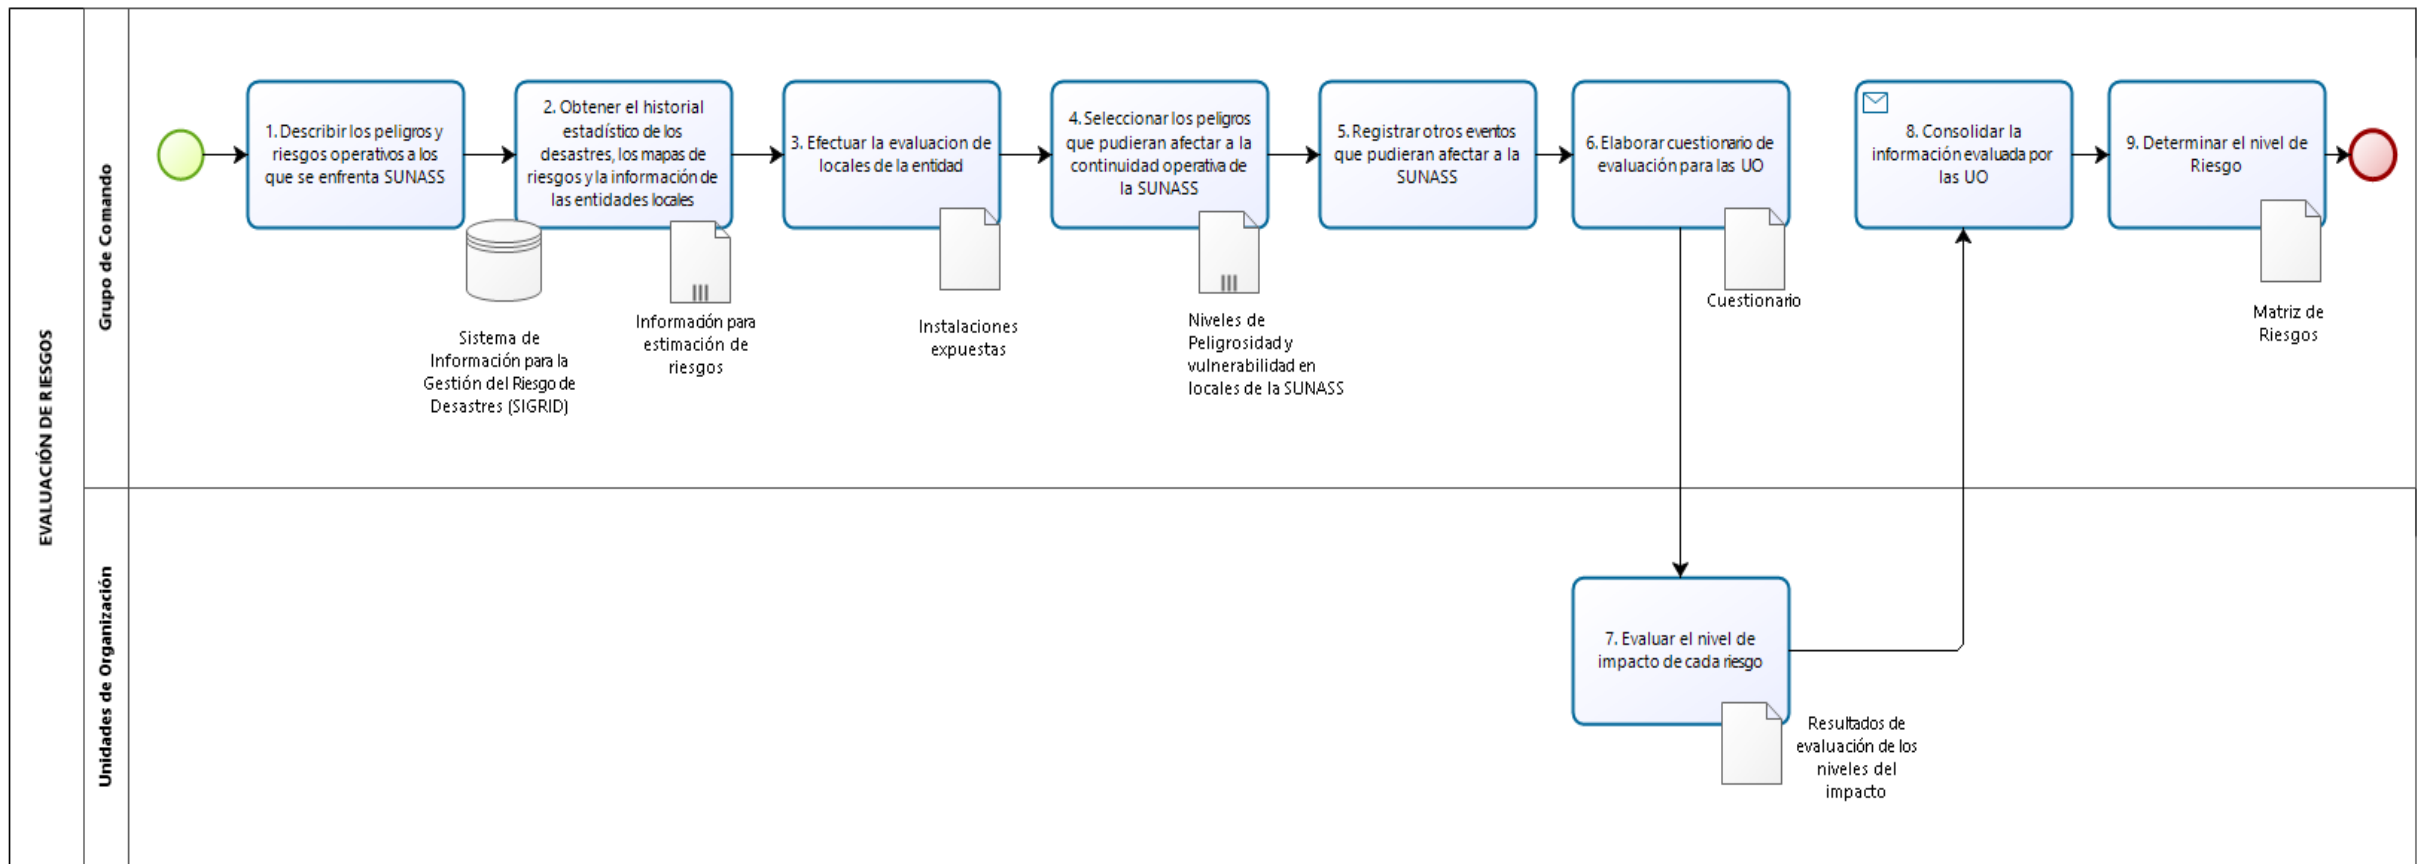 EVALUACIÓN DE RIESGOS
Grupo de Comando
1. Describir los peligros y
riesgos operativos a los
que se enfrenta SUNASS
2. Obtener el historial
estadístico de los
desastres, los mapas de
riesgos y la información de
las entidades locales
3. Efectuar la evaluacion de
locales de la entidad
4. Seleccionar los peligros
que pudieran afectar a la
continuidad operativa de
la SUNASS
5. Registrar otros eventos
que pudieran afectar a la
SUNASS
6. Elaborar cuestionario de
evaluación para las UO
8. Consolidar la
información evaluada por
las UO
9. Determinar el nivel de
Riesgo
Sistema de
Información para la
Gestión del Riesgo de
Desastres (SIGRID)
Información para
estimación de
riesgos
Instalaciones
expuestas
Niveles de
Peligrosidad y
vulnerabilidad en
locales de la SUNASS
Cuestionario
Matriz de
Riesgos
Unidades de Organización
7. Evaluar el nivel de
impacto de cada riesgo
Resultados de
evaluación de los
niveles del
impacto